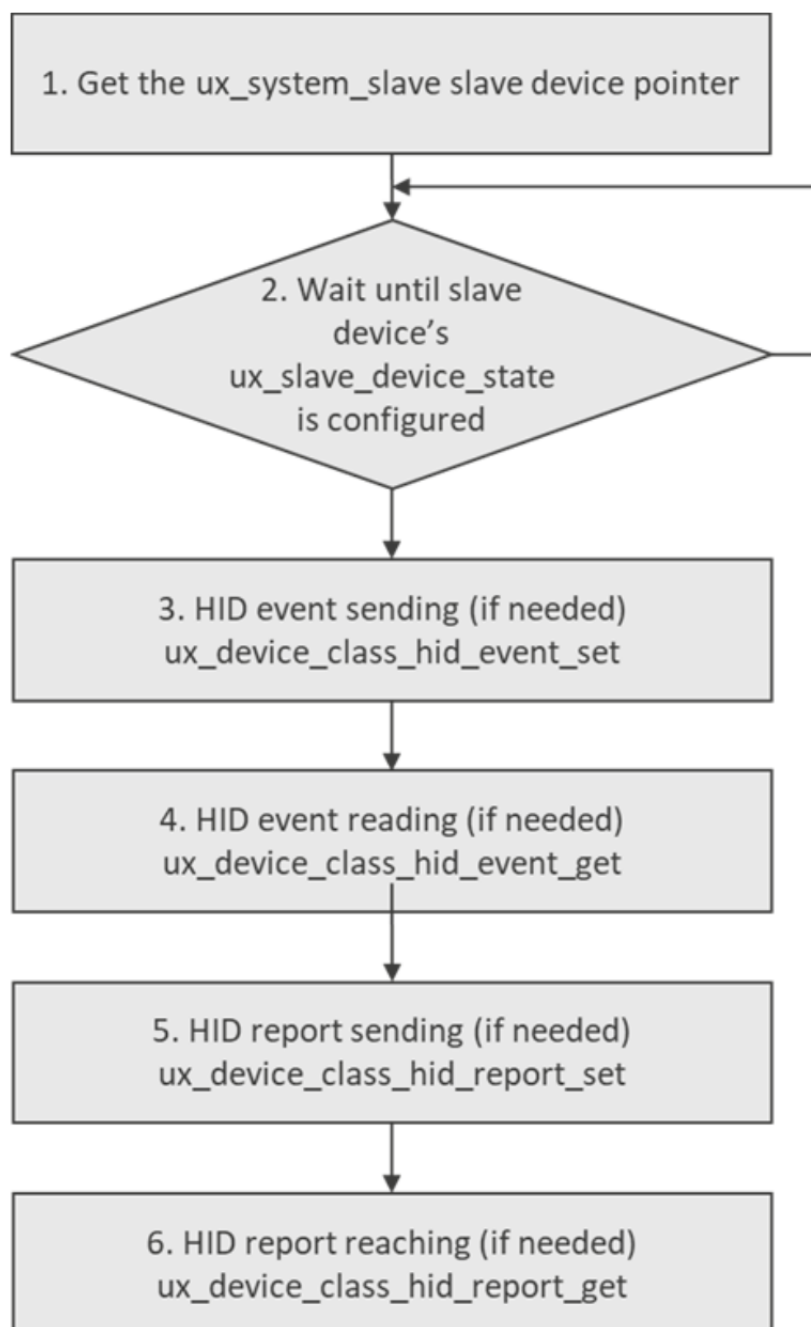 1. Get the ux_system_slave slave device pointer
2. Wait until slave
device’s
ux_slave_device_state
is configured
3. HID event sending (if needed)
ux_device_class_hid_event_set
4. HID event reading (if needed)
ux_device_class_hid_event_get
5. HID report sending (if needed)
ux_device_class_hid_report_set
6. HID report reaching (if needed)
ux_device_class_hid_report_get